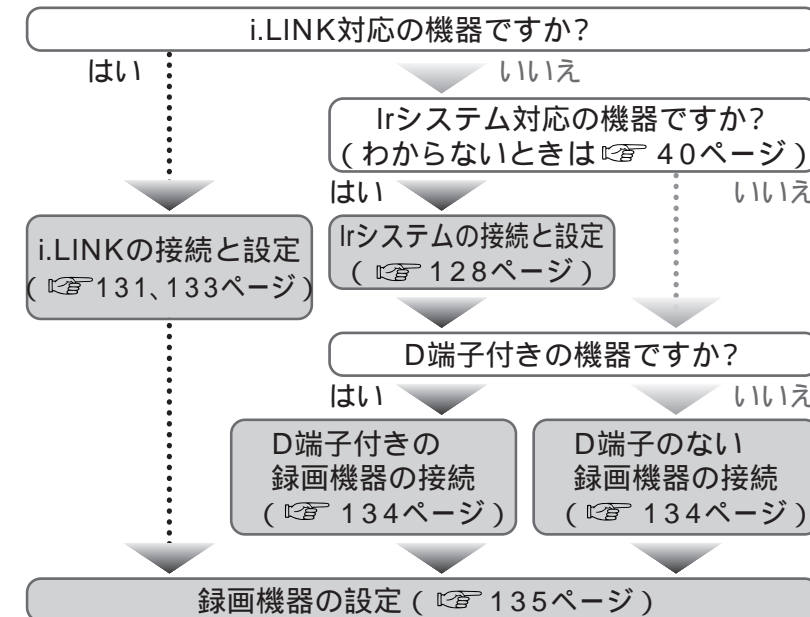 i.LINK対応の機器ですか?
はい いいえ
Irシステム対応の機器ですか?
(わからないときは☞ 40ページ)
はい いいえ
i.LINKの接続と設定
(☞131、133ページ)
Irシステムの接続と設定
(☞128ページ)
D端子付きの機器ですか?
はい いいえ
D端子付きの
録画機器の接続
(☞ 134ページ)
D端子のない
録画機器の接続
(☞ 134ページ)
録画機器の設定(☞135ページ)